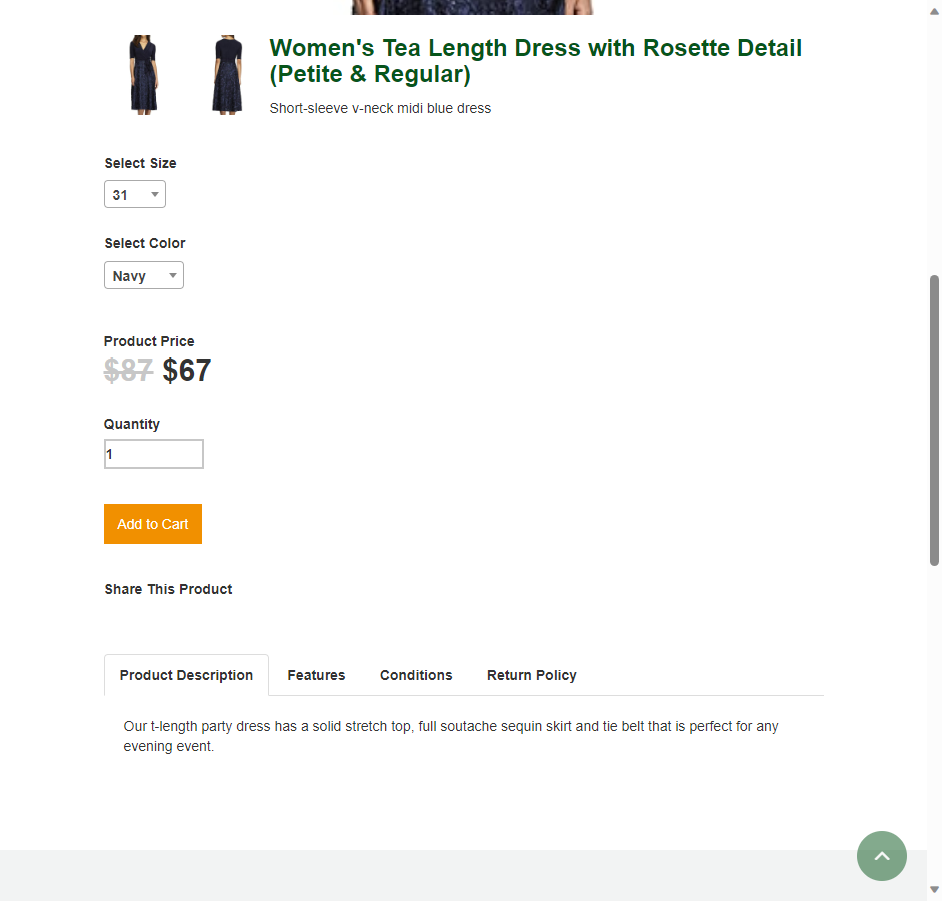 Women's Tea Length Dress with Rosette Detail
(Petite & Regular)
Short-sleeve v-neck midi blue dress
Select Size
31
Select Color
Navy
Product Price
$87 $67
Quantity
1
Add to Cart
Share This Product
Product Description Features Conditions Return Policy
Our t-length party dress has a solid stretch top, full soutache sequin skirt and tie belt that is perfect for any
evening event.